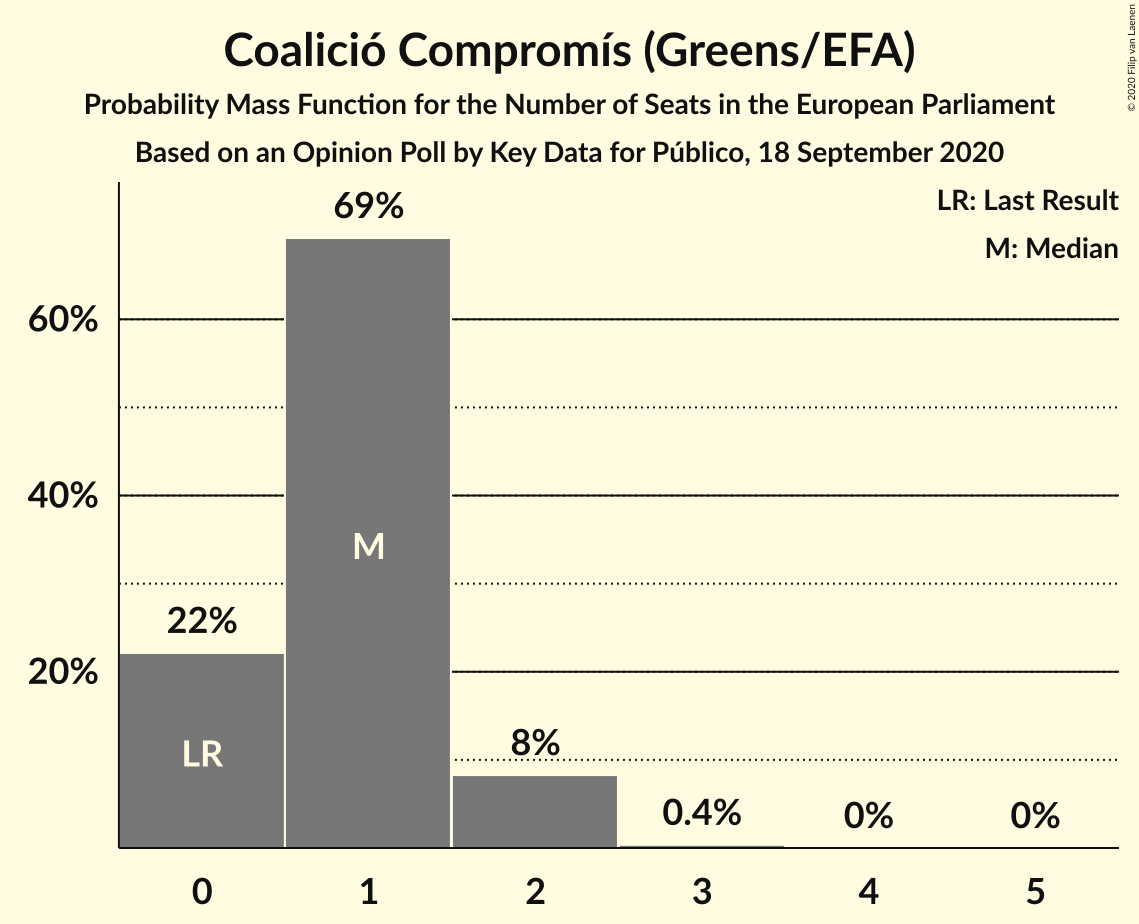 Coalició Compromís (Greens/EFA)
Probability Mass Function for the Number of Seats in the European Parliament
Based on an Opinion Poll by Key Data for Público, 18 September 2020
© 2020 Filip van Laenen
LR: Last Result
M: Median
69%
60%
40%
M
22%
20%
LR
8%
0.4%
0%
0%
0 1 2 3 4 5